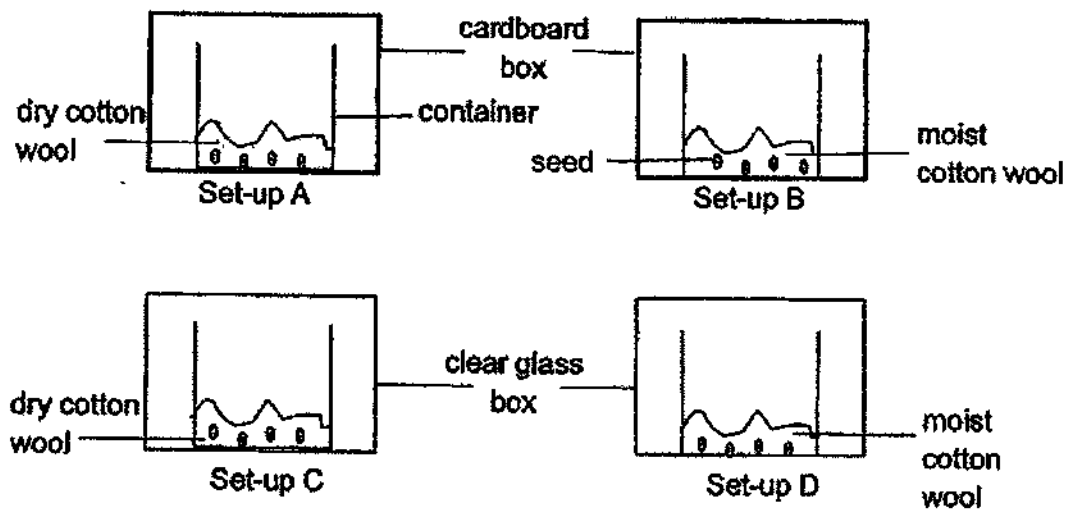 cardboard
box
dry cotton
wool
container
seed
moist
cotton wool
Set-up A
Set-up B
clear glass
box
dry cotton
wool
moist
cotton
wool
Set-up C
Set-up D